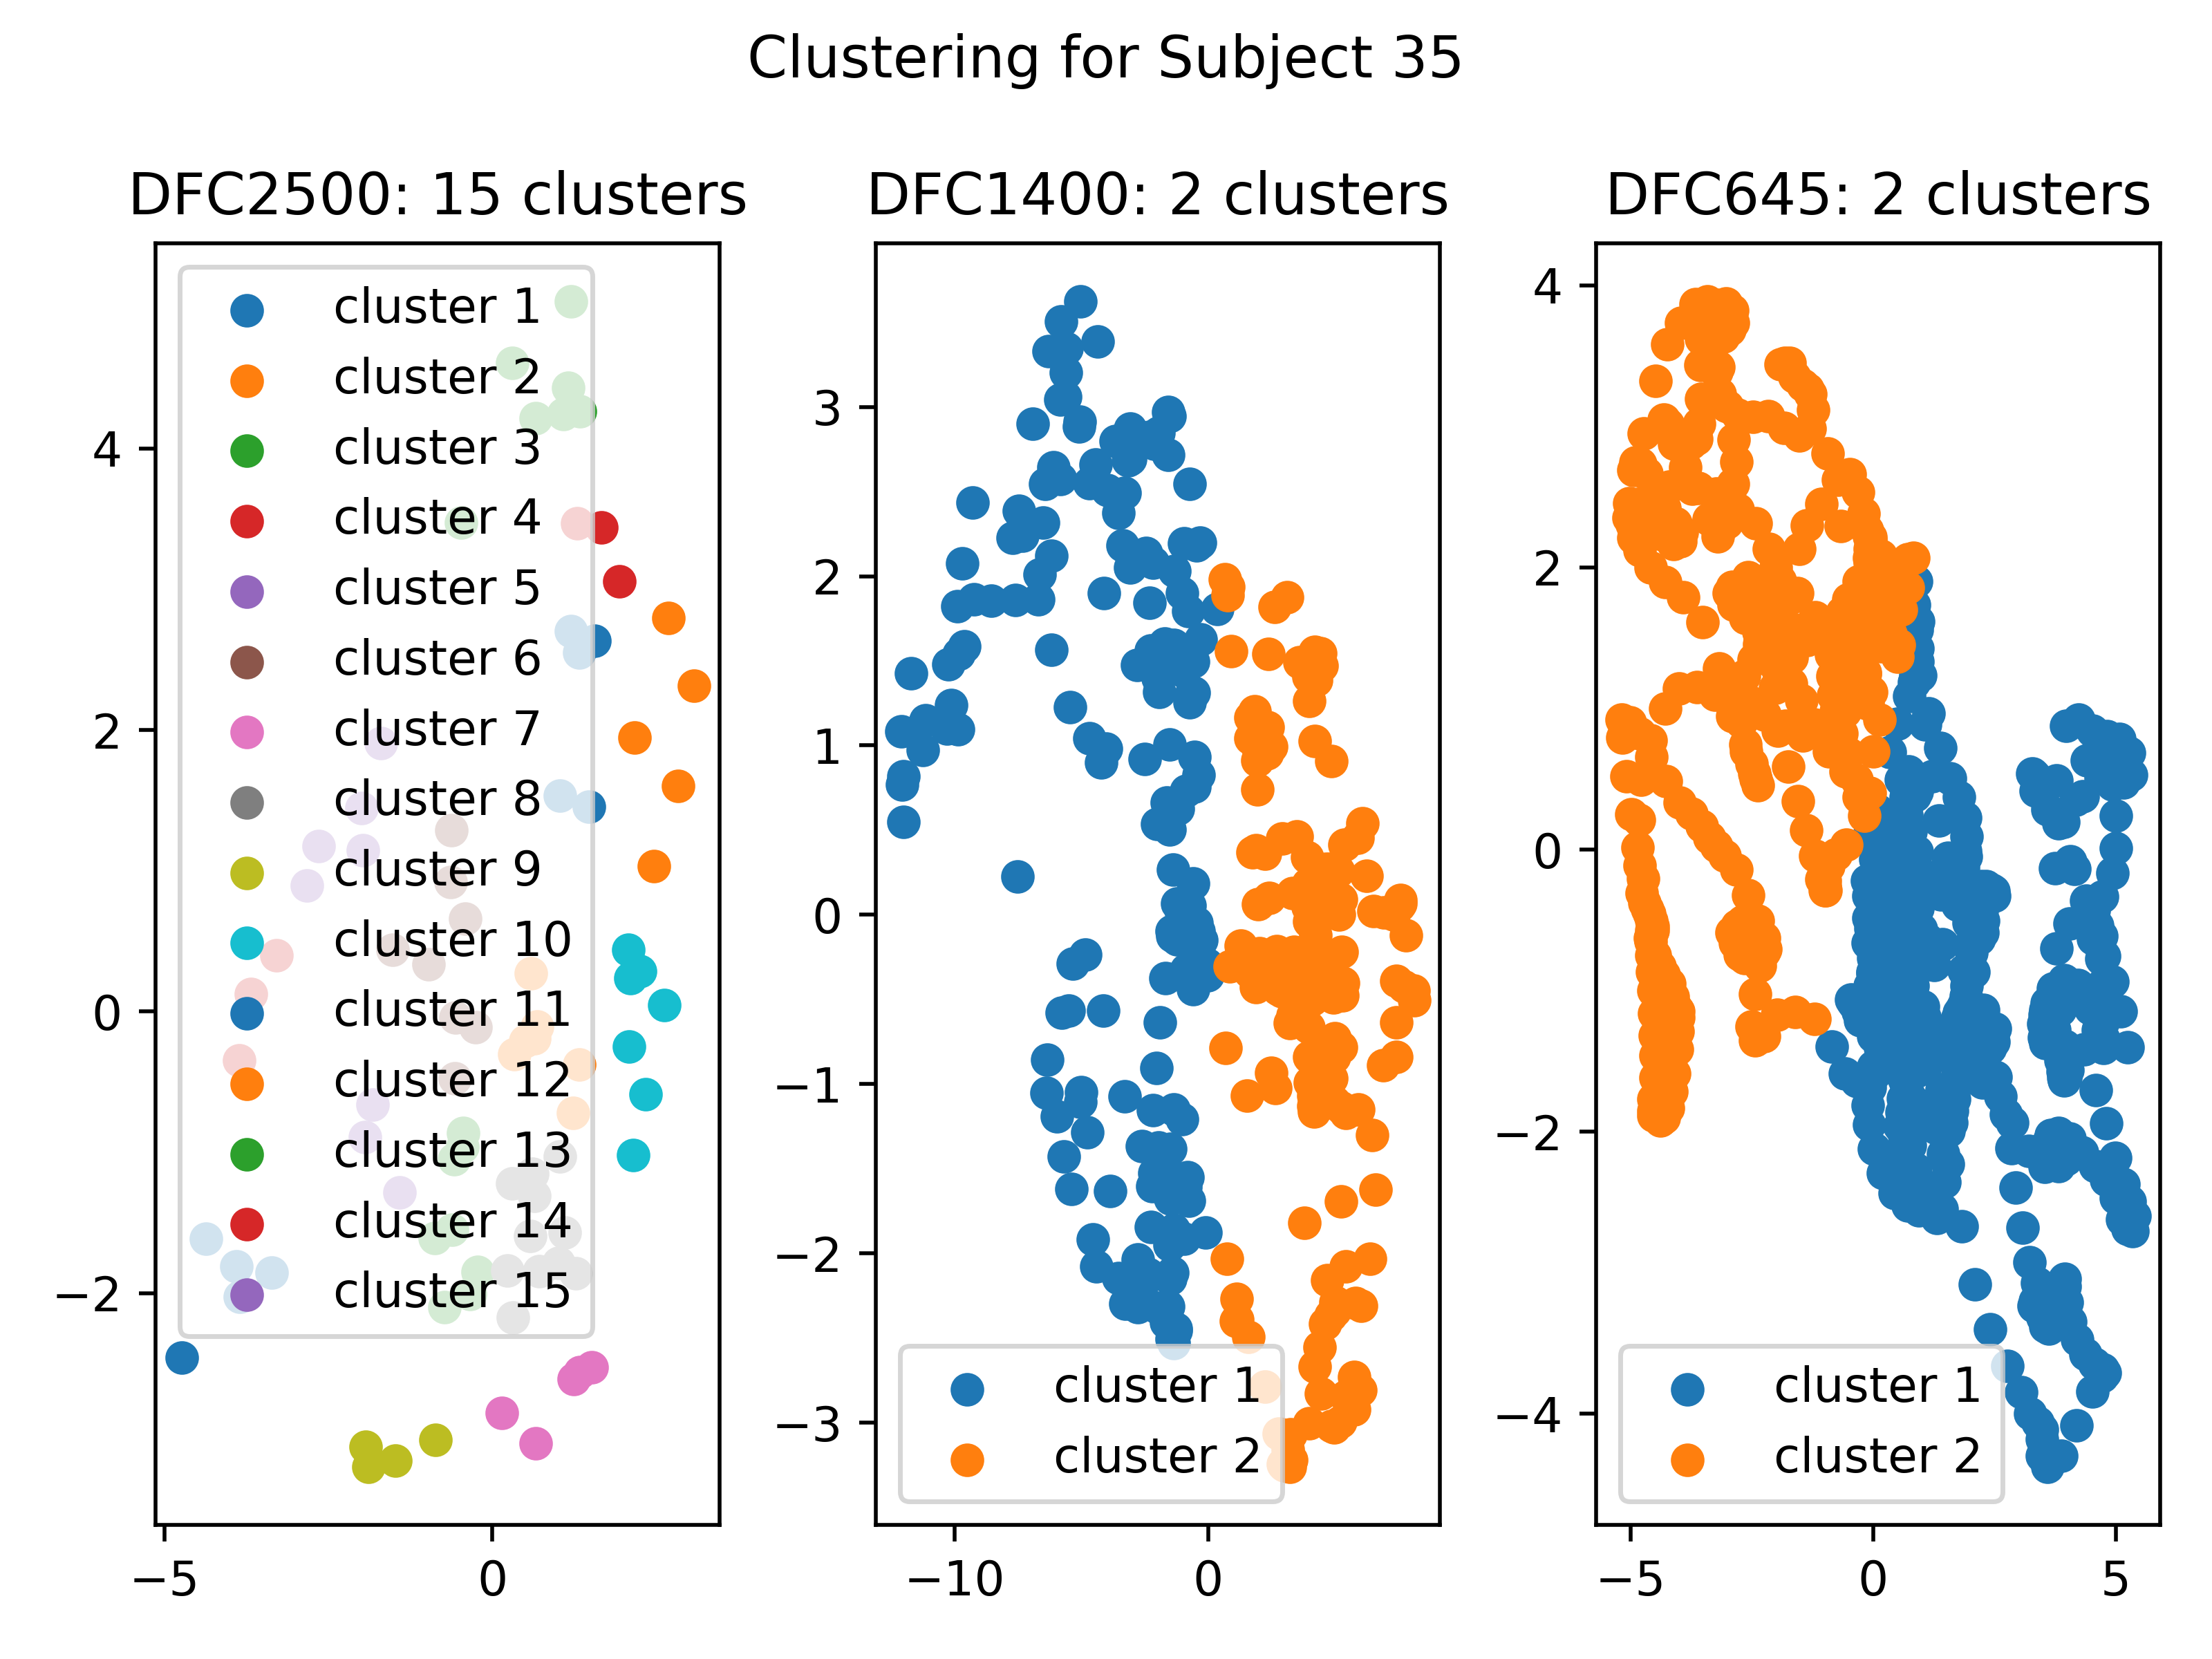 Clustering for Subject 35
DFC2500: 15 clusters
DFC1400: 2 clusters
DFC645: 2 clusters
cluster 1
cluster 2
cluster 3
cluster 4
cluster 5
cluster 6
cluster 7
cluster 8
cluster 9
cluster 10
cluster 11
cluster 12
cluster 13
cluster 14
cluster 15
4
2
0
−2
−5
0
3
2
1
0
−1
−2
−3
cluster 1
cluster 2
−10
0
4
2
0
−2
−4
cluster 1
cluster 2
−5
0
5